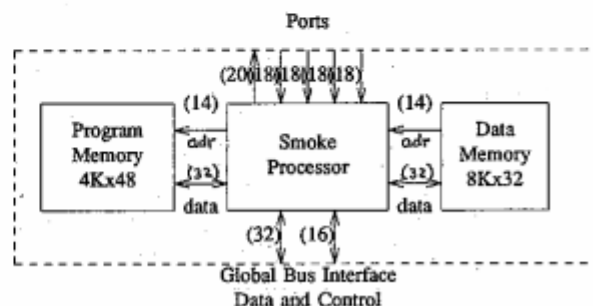 Ports
(20)(18)(18)(18)(18)
(14)
(14)
Program
Memory
4Kx48
adr
Smoke
Processor
adr
Data
Memory
8Kx32
(32)
(32)
data
data
(32)
(16)
Global Bus Interface
Data and Control